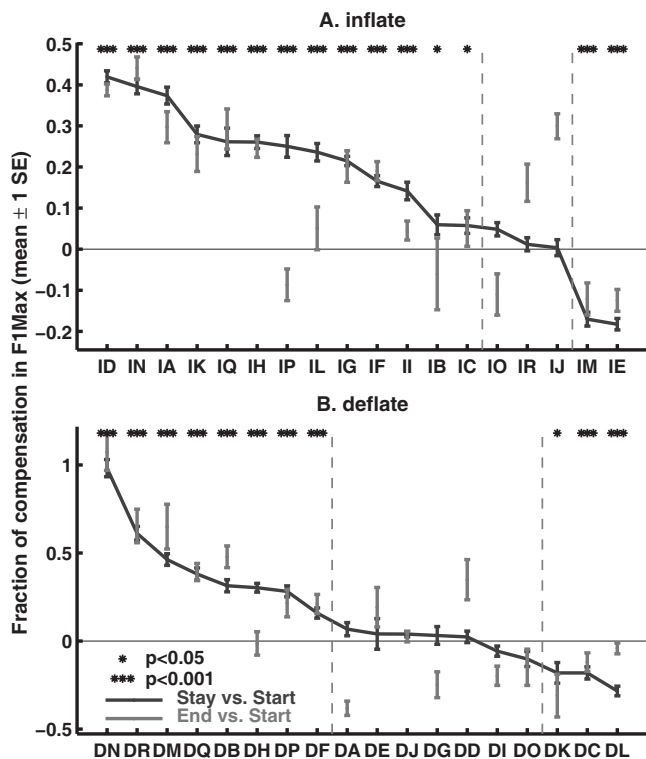 A. inflate
Fraction of compensation in F1Max (mean ± 1 SE)
*** *** *** *** *** *** *** *** *** *** *** * * *** ***
0.5
0.4
0.3
0.2
0.1
0
−0.1
−0.2
ID IN IA IK IQ IH IP IL IG IF II IB IC IO IR IJ IM IE
B. deflate
*** *** *** *** *** *** *** *** * *** ***
1
0.5
0
−0.5
* p<0.05
*** p<0.001
Stay vs. Start
End vs. Start
DN DR DM DQ DB DH DP DF DA DE DJ DG DD DI DO DK DC DL